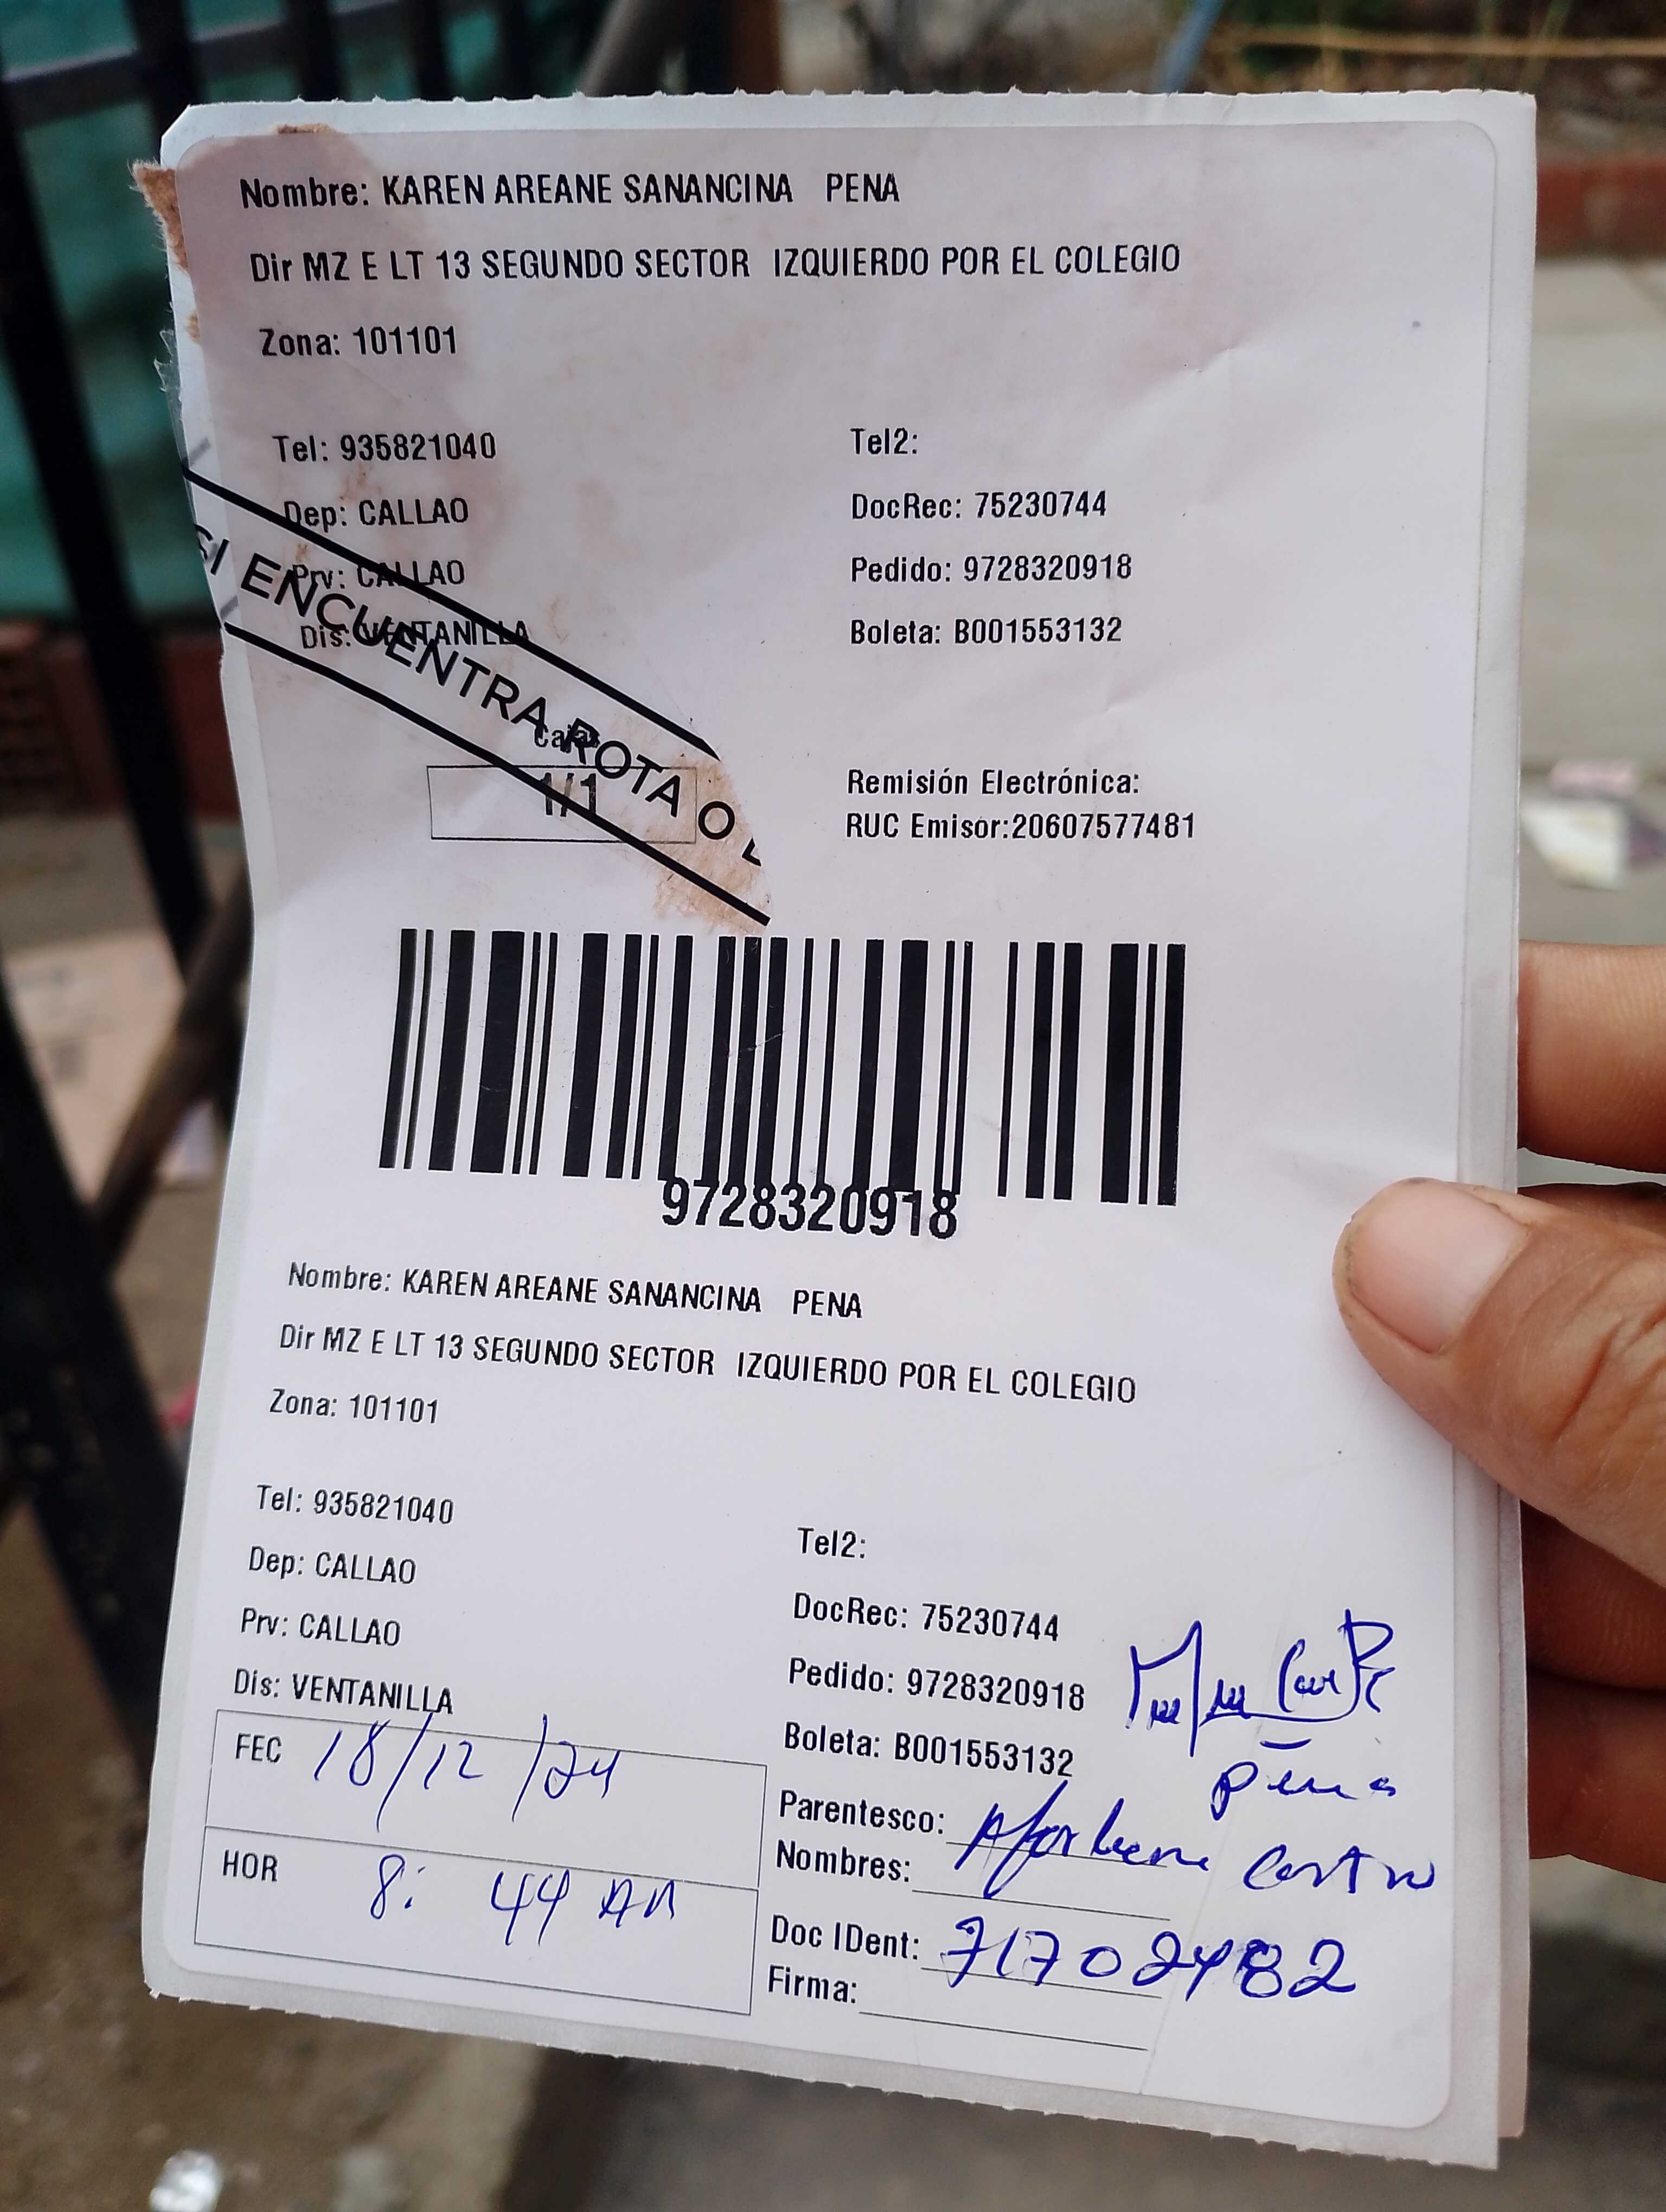 Nombre: KAREN AREANE SANANCINA PENA
Dir MZ E LT 13 SEGUNDO SECTOR IZQUIERDO POR EL COLEGIO
Zona: 101101
Tel: 935821040
Tel2:
Dep: CALLAO
DocRec: 75230744
Prv: CALLAO
Pedido: 9728320918
Dis: VENTANILLA
Boleta: B001553132
SI ENCUENTRA ROTA O
Cajas
1/1
Remisión Electrónica:
RUC Emisor:20607577481
9728320918
Nombre: KAREN AREANE SANANCINA PENA
Dir MZ E LT 13 SEGUNDO SECTOR IZQUIERDO POR EL COLEGIO
Zona: 101101
Tel: 935821040
Tel2:
Dep: CALLAO
DocRec: 75230744
Prv: CALLAO
Pedido: 9728320918
Dis: VENTANILLA
Boleta: B001553132
FEC 18/12/24
Parentesco:
Nombres:
HOR 8: 44 AM
Doc IDent: 71702482
Firma: